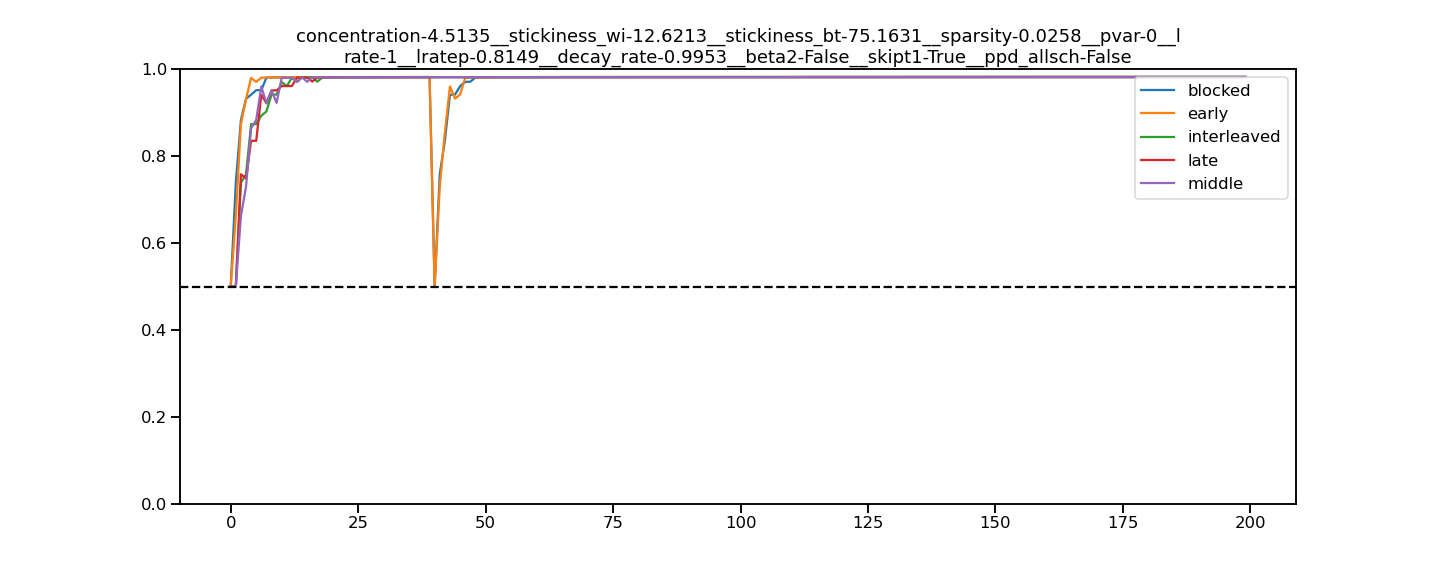 concentration-4.5135__stickiness_wi-12.6213__stickiness_bt-75.1631__sparsity-0.0258__pvar-0__l
rate-1__lratep-0.8149__decay_rate-0.9953__beta2-False__skipt1-True__ppd_allsch-False
1.0
0.8
0.6
0.4
0.2
0.0
blocked
early
interleaved
late
middle
0 25 50 75 100 125 150 175 200